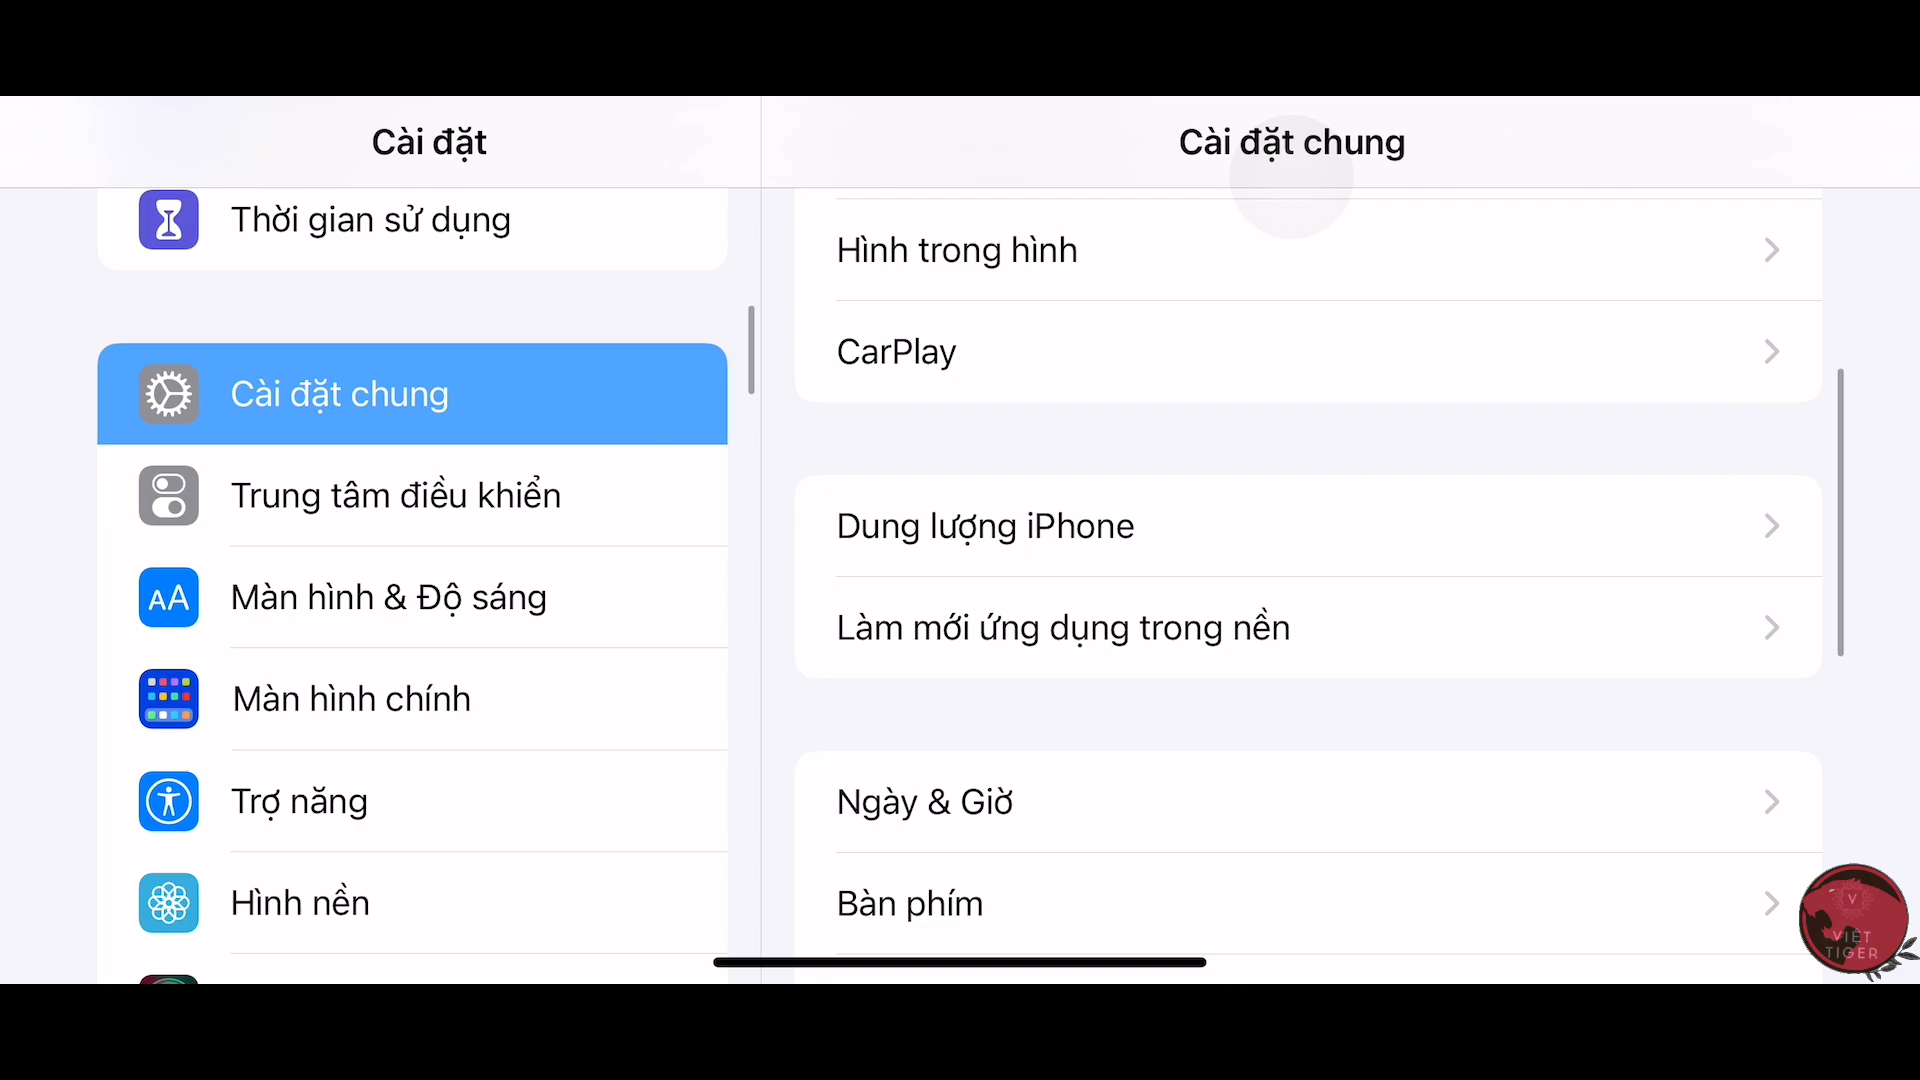 Cài đặt
Thời gian sử dụng
Cài đặt chung
Trung tâm điều khiển
AA
Màn hình & Độ sáng
Màn hình chính
Trợ năng
Hình nền
Cài đặt chung
Hình trong hình
CarPlay
Dung lượng iPhone
Làm mới ứng dụng trong nền
Ngày & Giờ
Bàn phím
V
VIỆT
TIGER